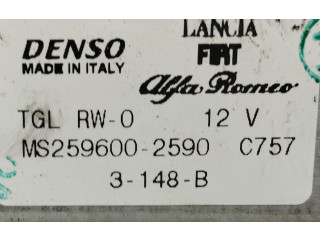 LANCIA
DENSO FIAT
MADE IN ITALY Alfa Romeo
TGL RW-0 12 V
MS259600-2590 C757
3-148-B